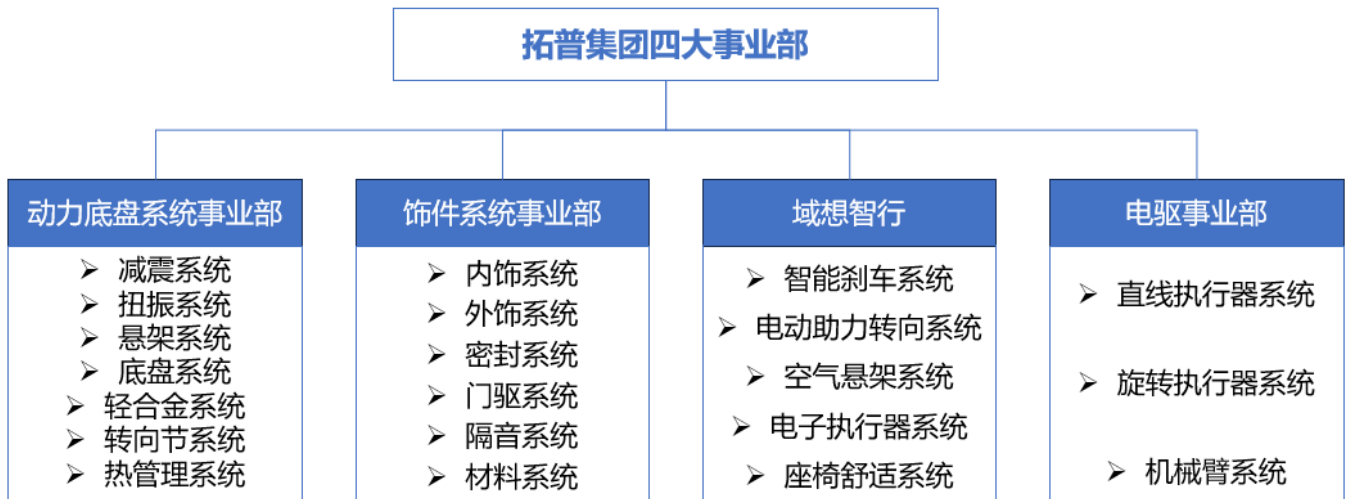 拓普集团四大事业部
动力底盘系统事业部
➢ 减震系统
➢ 扭振系统
➢ 悬架系统
➢ 底盘系统
➢ 轻合金系统
➢ 转向节系统
➢ 热管理系统
饰件系统事业部
➢ 内饰系统
➢ 外饰系统
➢ 密封系统
➢ 门驱系统
➢ 隔音系统
➢ 材料系统
域想智行
➢ 智能刹车系统
➢ 电动助力转向系统
➢ 空气悬架系统
➢ 电子执行器系统
➢ 座椅舒适系统
电驱事业部
➢ 直线执行器系统
➢ 旋转执行器系统
➢ 机械臂系统